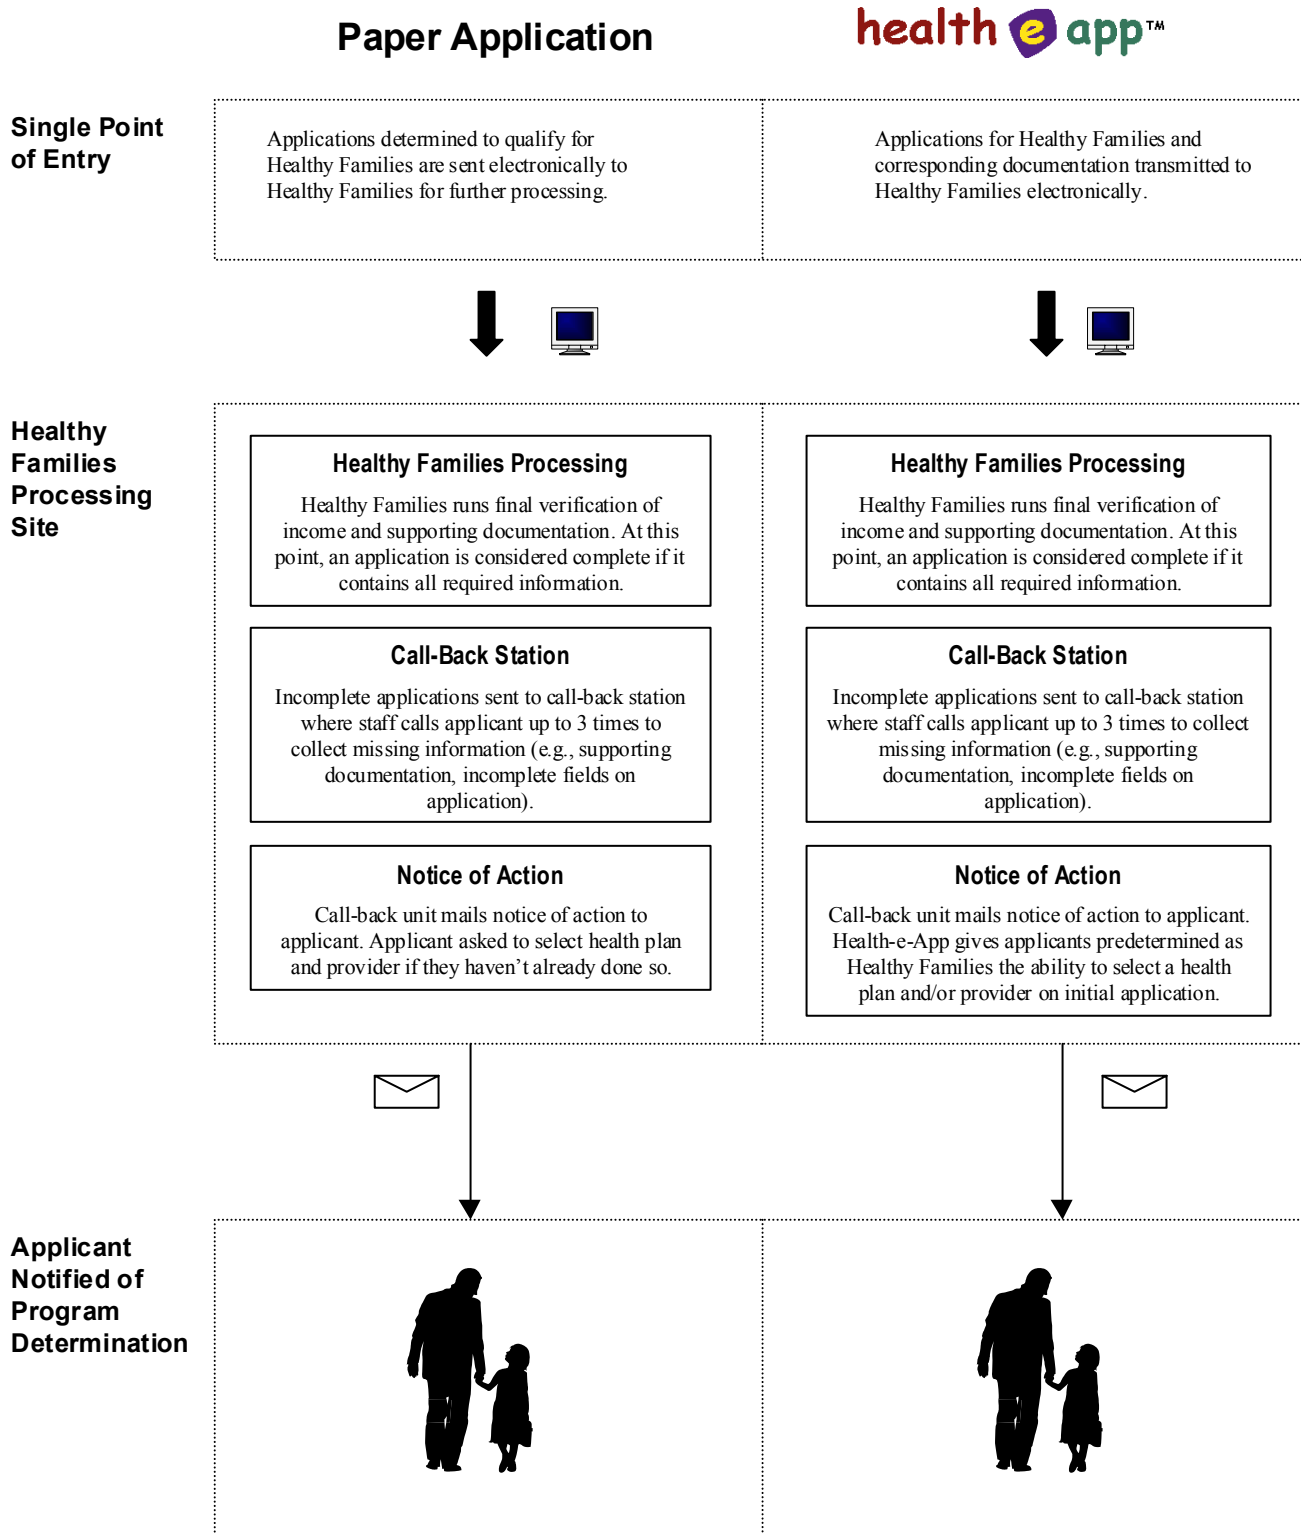 Paper Application
health e app™
Single Point
of Entry
Applications determined to qualify for
Healthy Families are sent electronically to
Healthy Families for further processing.
Applications for Healthy Families and
corresponding documentation transmitted to
Healthy Families electronically.
Healthy
Families
Processing
Site
Healthy Families Processing
Healthy Families runs final verification of
income and supporting documentation. At this
point, an application is considered complete if it
contains all required information.
Call-Back Station
Incomplete applications sent to call-back station
where staff calls applicant up to 3 times to
collect missing information (e.g., supporting
documentation, incomplete fields on
application).
Notice of Action
Call-back unit mails notice of action to
applicant. Applicant asked to select health plan
and provider if they haven’t already done so.
Healthy Families Processing
Healthy Families runs final verification of
income and supporting documentation. At this
point, an application is considered complete if it
contains all required information.
Call-Back Station
Incomplete applications sent to call-back station
where staff calls applicant up to 3 times to collect
missing information (e.g., supporting
documentation, incomplete fields on
application).
Notice of Action
Call-back unit mails notice of action to applicant.
Health-e-App gives applicants predetermined as
Healthy Families the ability to select a health
plan and/or provider on initial application.
Applicant
Notified of
Program
Determination